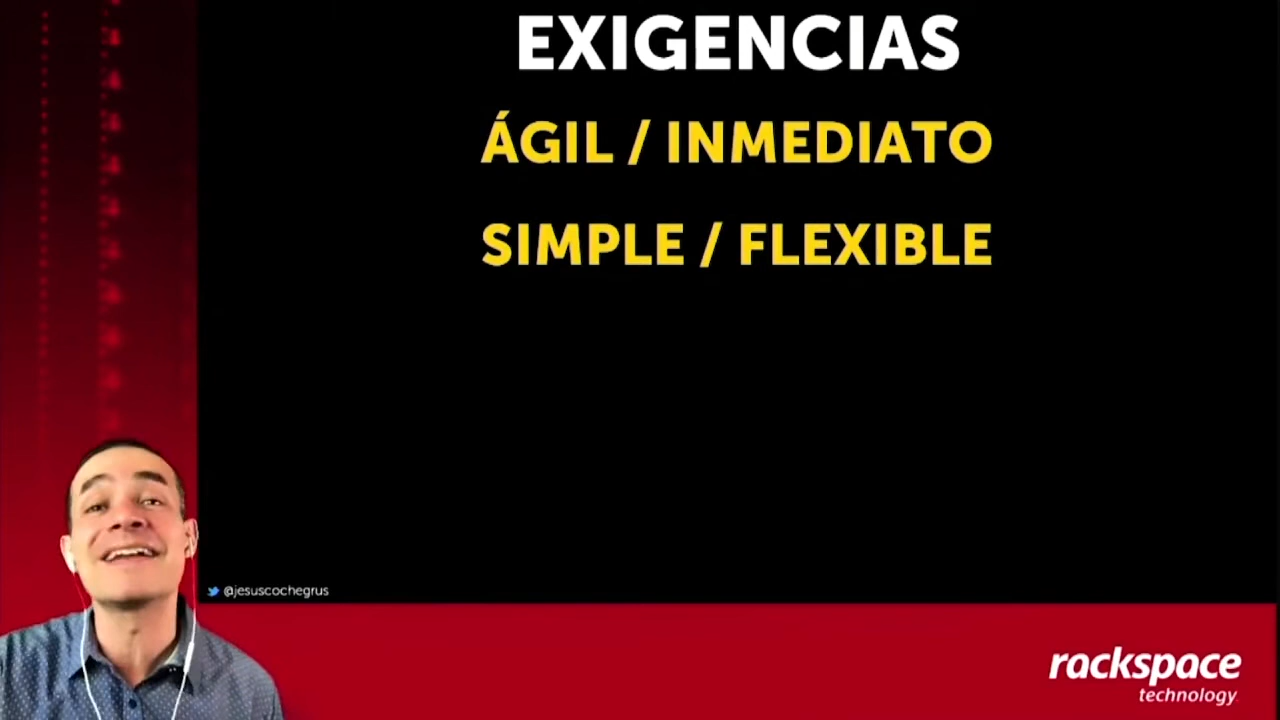 EXIGENCIAS
ÁGIL / INMEDIATO
SIMPLE / FLEXIBLE
@jesuscochegrus
rackspace
technology